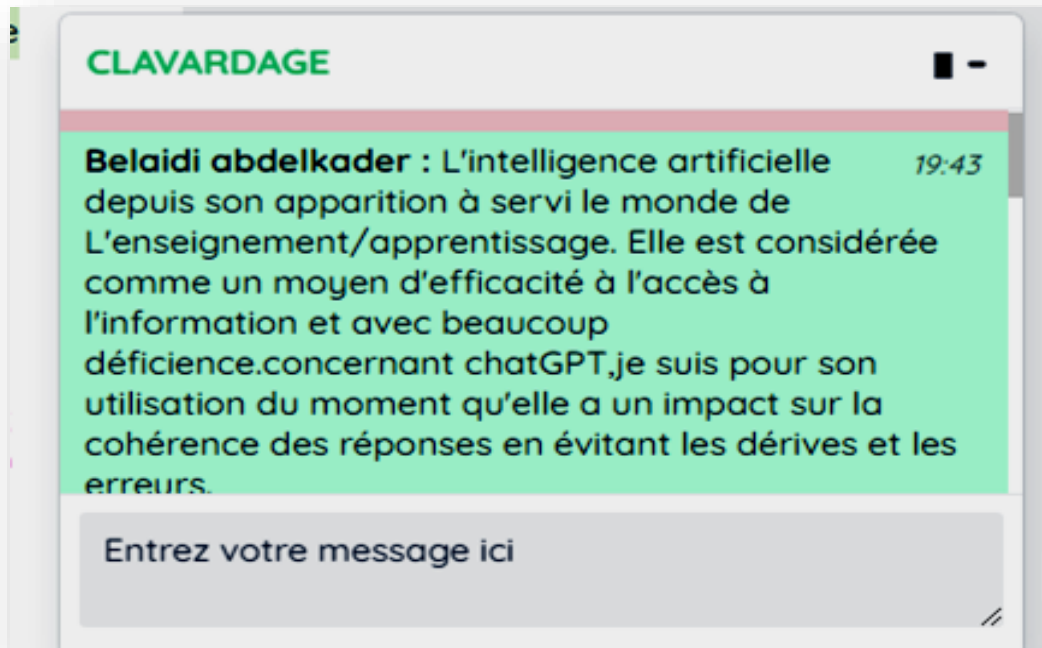 CLAVARDAGE
Belaidi abdelkader : L'intelligence artificielle 19:43
depuis son apparition à servi le monde de
L'enseignement/apprentissage. Elle est considérée
comme un moyen d'efficacité à l'accès à
l'information et avec beaucoup
déficience.concernant chatGPT,je suis pour son
utilisation du moment qu'elle a un impact sur la
cohérence des réponses en évitant les dérives et les
erreurs.
Entrez votre message ici